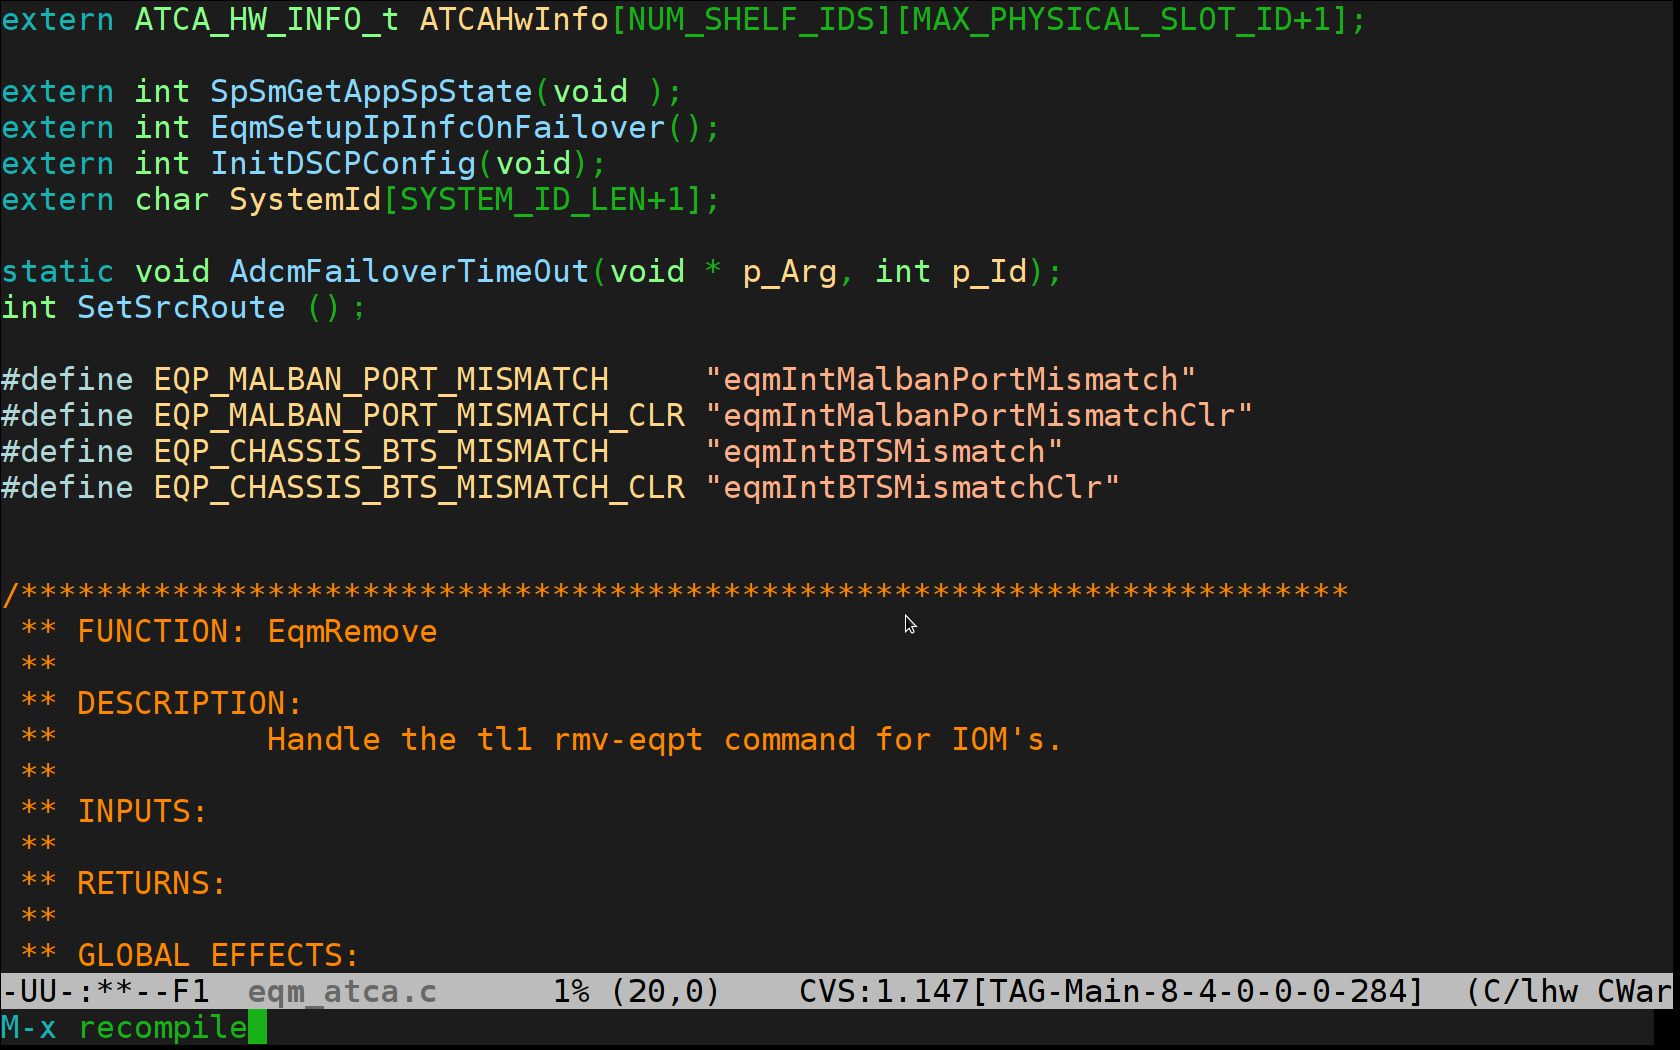 extern ATCA_HW_INFO_t ATCAHwInfo[NUM_SHELF_IDS][MAX_PHYSICAL_SLOT_ID+1];
extern int SpSmGetAppSpState(void );
extern int EqmSetupIpInfcOnFailover();
extern int InitDSCPConfig(void);
extern char SystemId[SYSTEM_ID_LEN+1];
static void AdcmFailoverTimeOut(void * p_Arg, int p_Id);
int SetSrcRoute () ;
#define EQP_MALBAN_PORT_MISMATCH     "eqmIntMalbanPortMismatch"
#define EQP_MALBAN_PORT_MISMATCH_CLR "eqmIntMalbanPortMismatchClr"
#define EQP_CHASSIS_BTS_MISMATCH     "eqmIntBTSMismatch"
#define EQP_CHASSIS_BTS_MISMATCH_CLR "eqmIntBTSMismatchClr"
/**********************************************************************
 ** FUNCTION: EqmRemove
 **
 ** DESCRIPTION:
 **           Handle the tl1 rmv-eqpt command for IOM's.
 **
 ** INPUTS:
 **
 ** RETURNS:
 **
 ** GLOBAL EFFECTS:
-UU-:**--F1  eqm_atca.c      1% (20,0)    CVS:1.147[TAG-Main-8-4-0-0-0-284]  (C/lhw CWar
M-x recompile